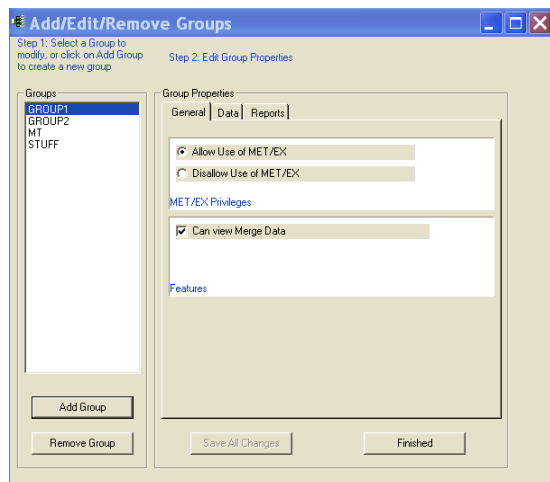 Add/Edit/Remove Groups
Step 1: Select a Group to
modify, or click on Add Group
to create a new group
Step 2: Edit Group Properties
Groups
GROUP1
GROUP2
MT
STUFF
Add Group
Remove Group
Group Properties
General Data Reports
Allow Use of MET/EX
Disallow Use of MET/EX
MET/EX Privileges
Can view Merge Data
Features
Save All Changes
Finished